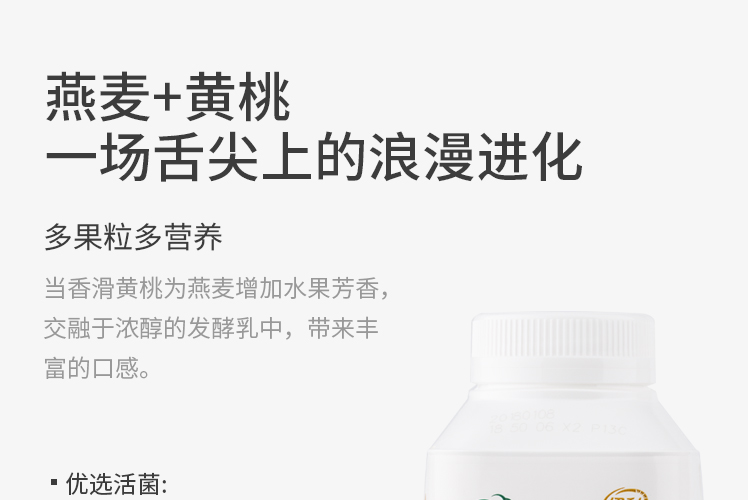 燕麦+黄桃
一场舌尖上的浪漫进化
多果粒多营养
当香滑黄桃为燕麦增加水果芳香，
交融于浓醇的发酵乳中，带来丰
富的口感。
▪ 优选活菌: